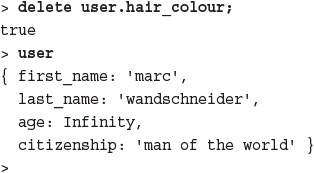 > delete user.hair_colour;
true
> user
{ first_name: 'marc',
  last_name: 'wandschneider',
  age: Infinity,
  citizenship: 'man of the world' }
>